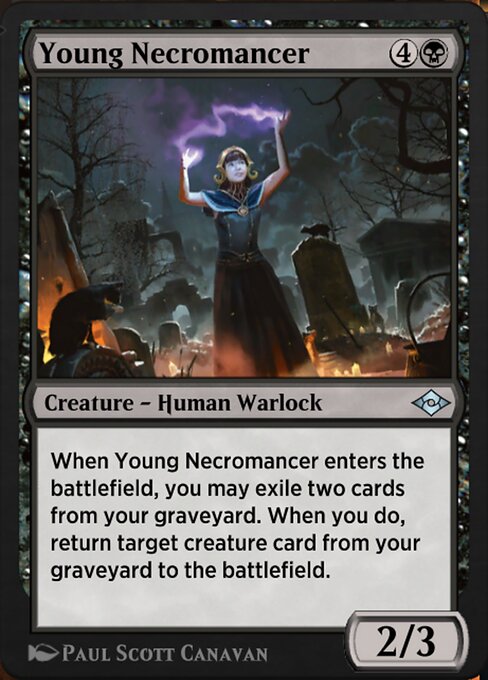 Young Necromancer 4
Creature – Human Warlock
When Young Necromancer enters the
battlefield, you may exile two cards
from your graveyard. When you do,
return target creature card from your
graveyard to the battlefield.
2/3
Paul Scott Canavan